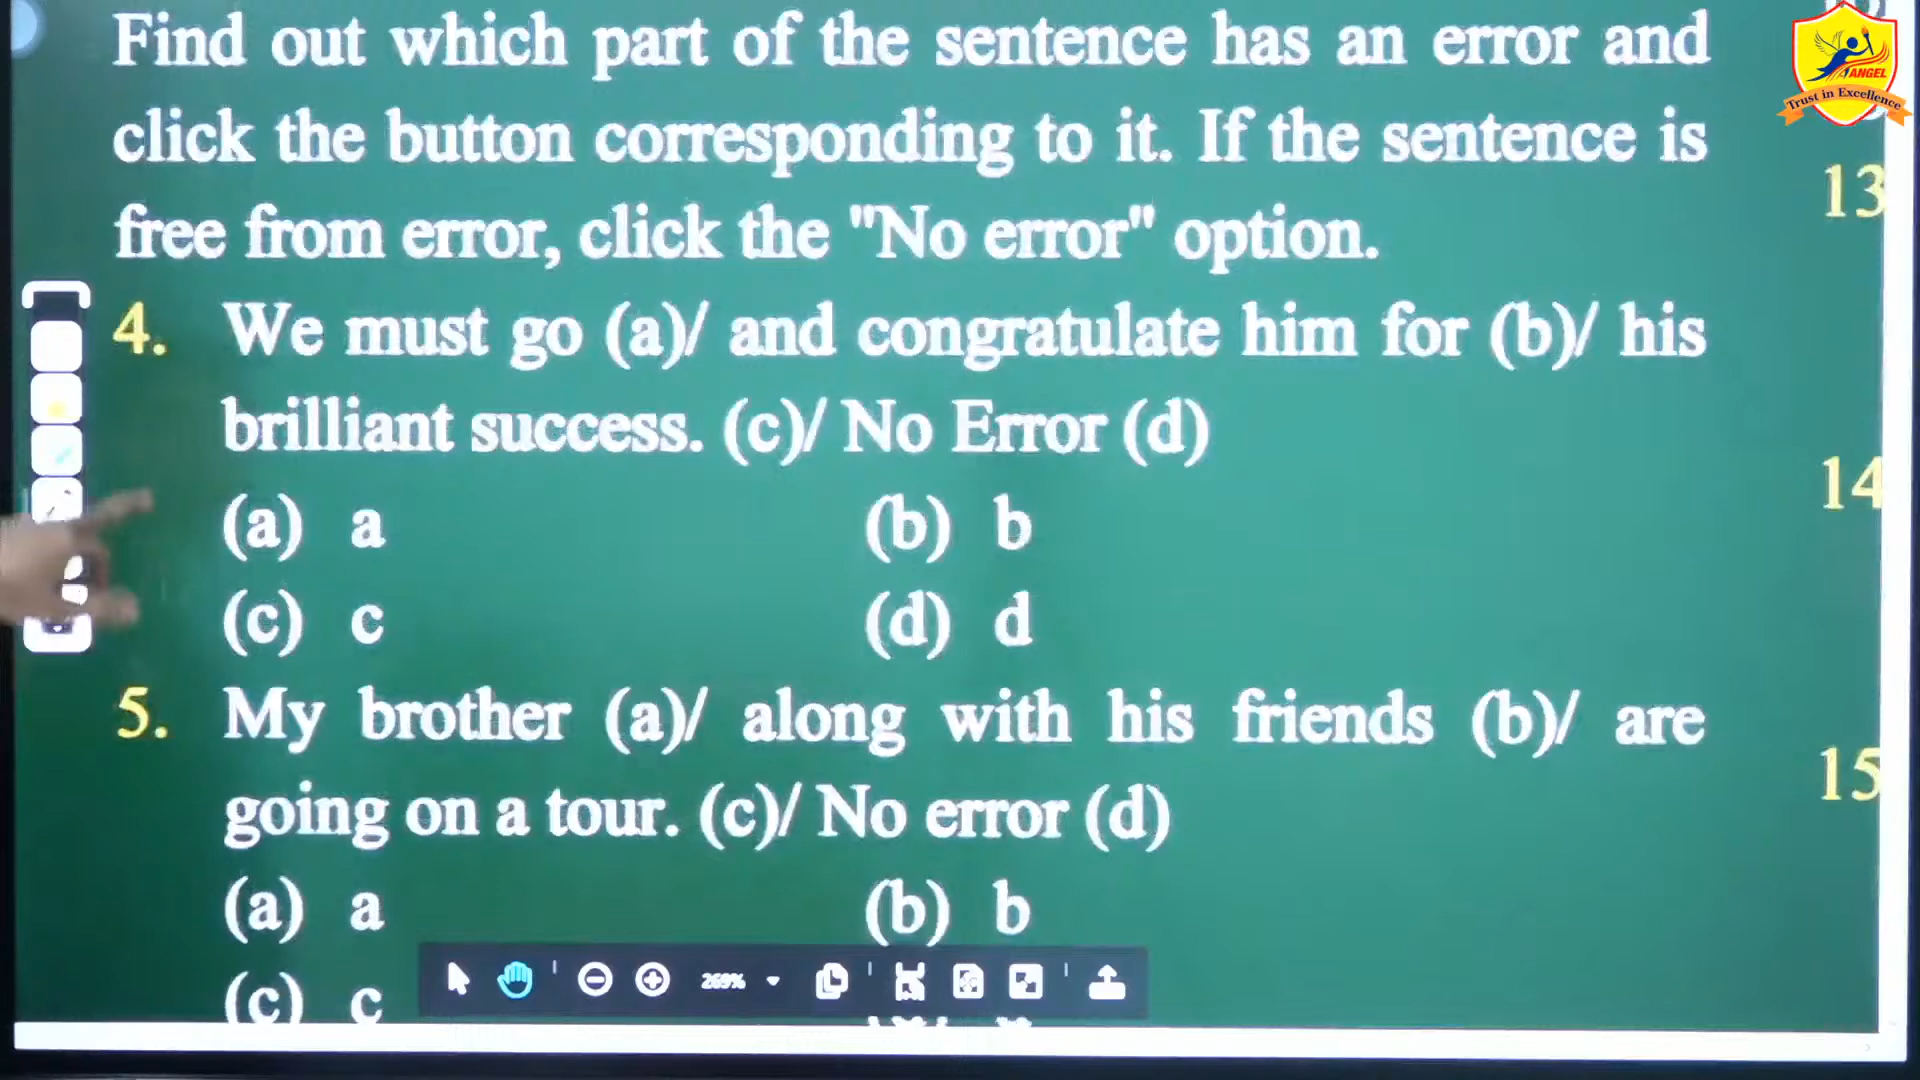 Find out which part of the sentence has an error and
click the button corresponding to it. If the sentence is
free from error, click the "No error" option.
4. We must go (a)/ and congratulate him for (b)/ his
brilliant success. (c)/ No Error (d)
(a) a (b) b
(c) c (d) d
5. My brother (a)/ along with his friends (b)/ are
going on a tour. (c)/ No error (d)
(a) a (b) b
(c) c
269%
13
14
15
ANGEL
Trust in Excellence